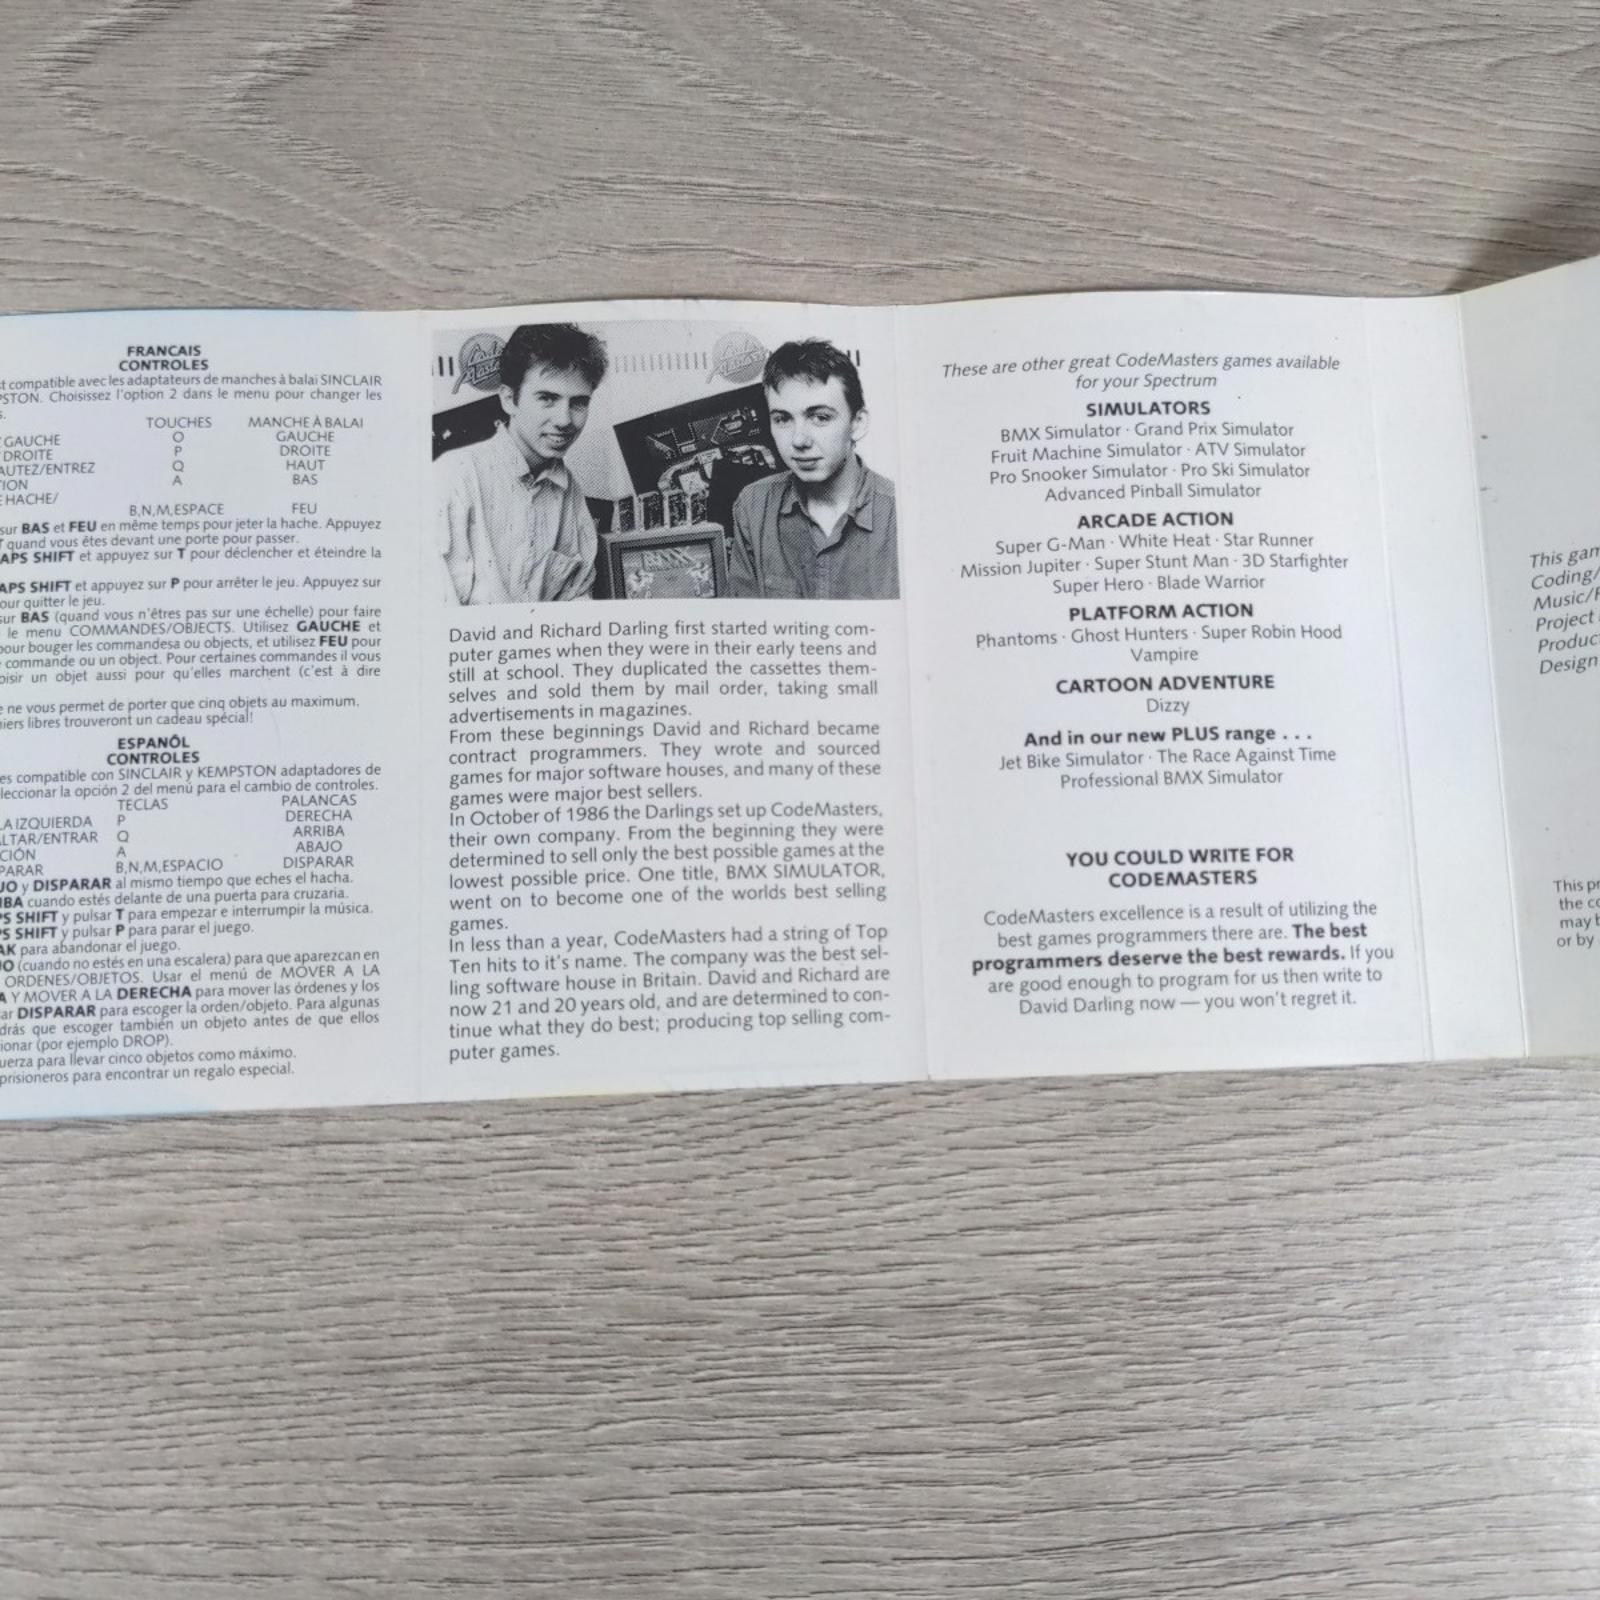 FRANCAIS
CONTROLES
st compatible avec les adaptateurs de manches à balai SINCLAIR
PSTON. Choisissez l'option 2 dans le menu pour changer les
s.
TOUCHES MANCHE À BALAI
GAUCHE O GAUCHE
DROITE P DROITE
AUTEZ/ENTREZ Q HAUT
TION A BAS
E HACHE/
B,N,M,ESPACE FEU
sur BAS et FEU en même temps pour jeter la hache. Appuyez
T quand vous êtes devant une porte pour passer.
APS SHIFT et appuyez sur T pour déclencher et éteindre la
APS SHIFT et appuyez sur P pour arrêter le jeu. Appuyez sur
our quitter le jeu.
sur BAS (quand vous n'êtres pas sur une échelle) pour faire
le menu COMMANDES/OBJECTS. Utilisez GAUCHE et
pour bouger les commandesa ou objects, et utilisez FEU pour
commande ou un object. Pour certaines commandes il vous
oisir un objet aussi pour qu'elles marchent (c'est à dire
e ne vous permet de porter que cinq objets au maximum.
niers libres trouveront un cadeau spécial!
ESPANÔL
CONTROLES
es compatible con SINCLAIR y KEMPSTON adaptadores de
leccionar la opción 2 del menú para el cambio de controles.
TECLAS PALANCAS
LA IZQUIERDA P DERECHA
LTAR/ENTRAR Q ARRIBA
CIÓN A ABAJO
PARAR B,N,M,ESPACIO DISPARAR
JO y DISPARAR al mismo tiempo que eches el hacha.
IBA cuando estés delante de una puerta para cruzaria.
PS SHIFT y pulsar T para empezar e interrumpir la música.
PS SHIFT y pulsar P para parar el juego.
AK para abandonar el juego.
JO (cuando no estés en una escalera) para que aparezcan en
ORDENES/OBJETOS. Usar el menú de MOVER A LA
A Y MOVER A LA DERECHA para mover las órdenes y los
ar DISPARAR para escoger la orden/objeto. Para algunas
drás que escoger también un objeto antes de que ellos
ionar (por ejemplo DROP).
uerza para llevar cinco objetos como máximo.
prisioneros para encontrar un regalo especial.
Code Masters
BMX
David and Richard Darling first started writing com-
puter games when they were in their early teens and
still at school. They duplicated the cassettes them-
selves and sold them by mail order, taking small
advertisements in magazines.
From these beginnings David and Richard became
contract programmers. They wrote and sourced
games for major software houses, and many of these
games were major best sellers.
In October of 1986 the Darlings set up CodeMasters,
their own company. From the beginning they were
determined to sell only the best possible games at the
lowest possible price. One title, BMX SIMULATOR,
went on to become one of the worlds best selling
games.
In less than a year, CodeMasters had a string of Top
Ten hits to it's name. The company was the best sel-
ling software house in Britain. David and Richard are
now 21 and 20 years old, and are determined to con-
tinue what they do best; producing top selling com-
puter games.
These are other great CodeMasters games available
for your Spectrum
SIMULATORS
BMX Simulator · Grand Prix Simulator
Fruit Machine Simulator · ATV Simulator
Pro Snooker Simulator · Pro Ski Simulator
Advanced Pinball Simulator
ARCADE ACTION
Super G-Man · White Heat · Star Runner
Mission Jupiter · Super Stunt Man · 3D Starfighter
Super Hero · Blade Warrior
PLATFORM ACTION
Phantoms · Ghost Hunters · Super Robin Hood
Vampire
CARTOON ADVENTURE
Dizzy
And in our new PLUS range . . .
Jet Bike Simulator · The Race Against Time
Professional BMX Simulator
YOU COULD WRITE FOR
CODEMASTERS
CodeMasters excellence is a result of utilizing the
best games programmers there are. The best
programmers deserve the best rewards. If you
are good enough to program for us then write to
David Darling now — you won't regret it.
This gam
Coding/
Music/F
Project
Product
Design
This pr
the co
may b
or by